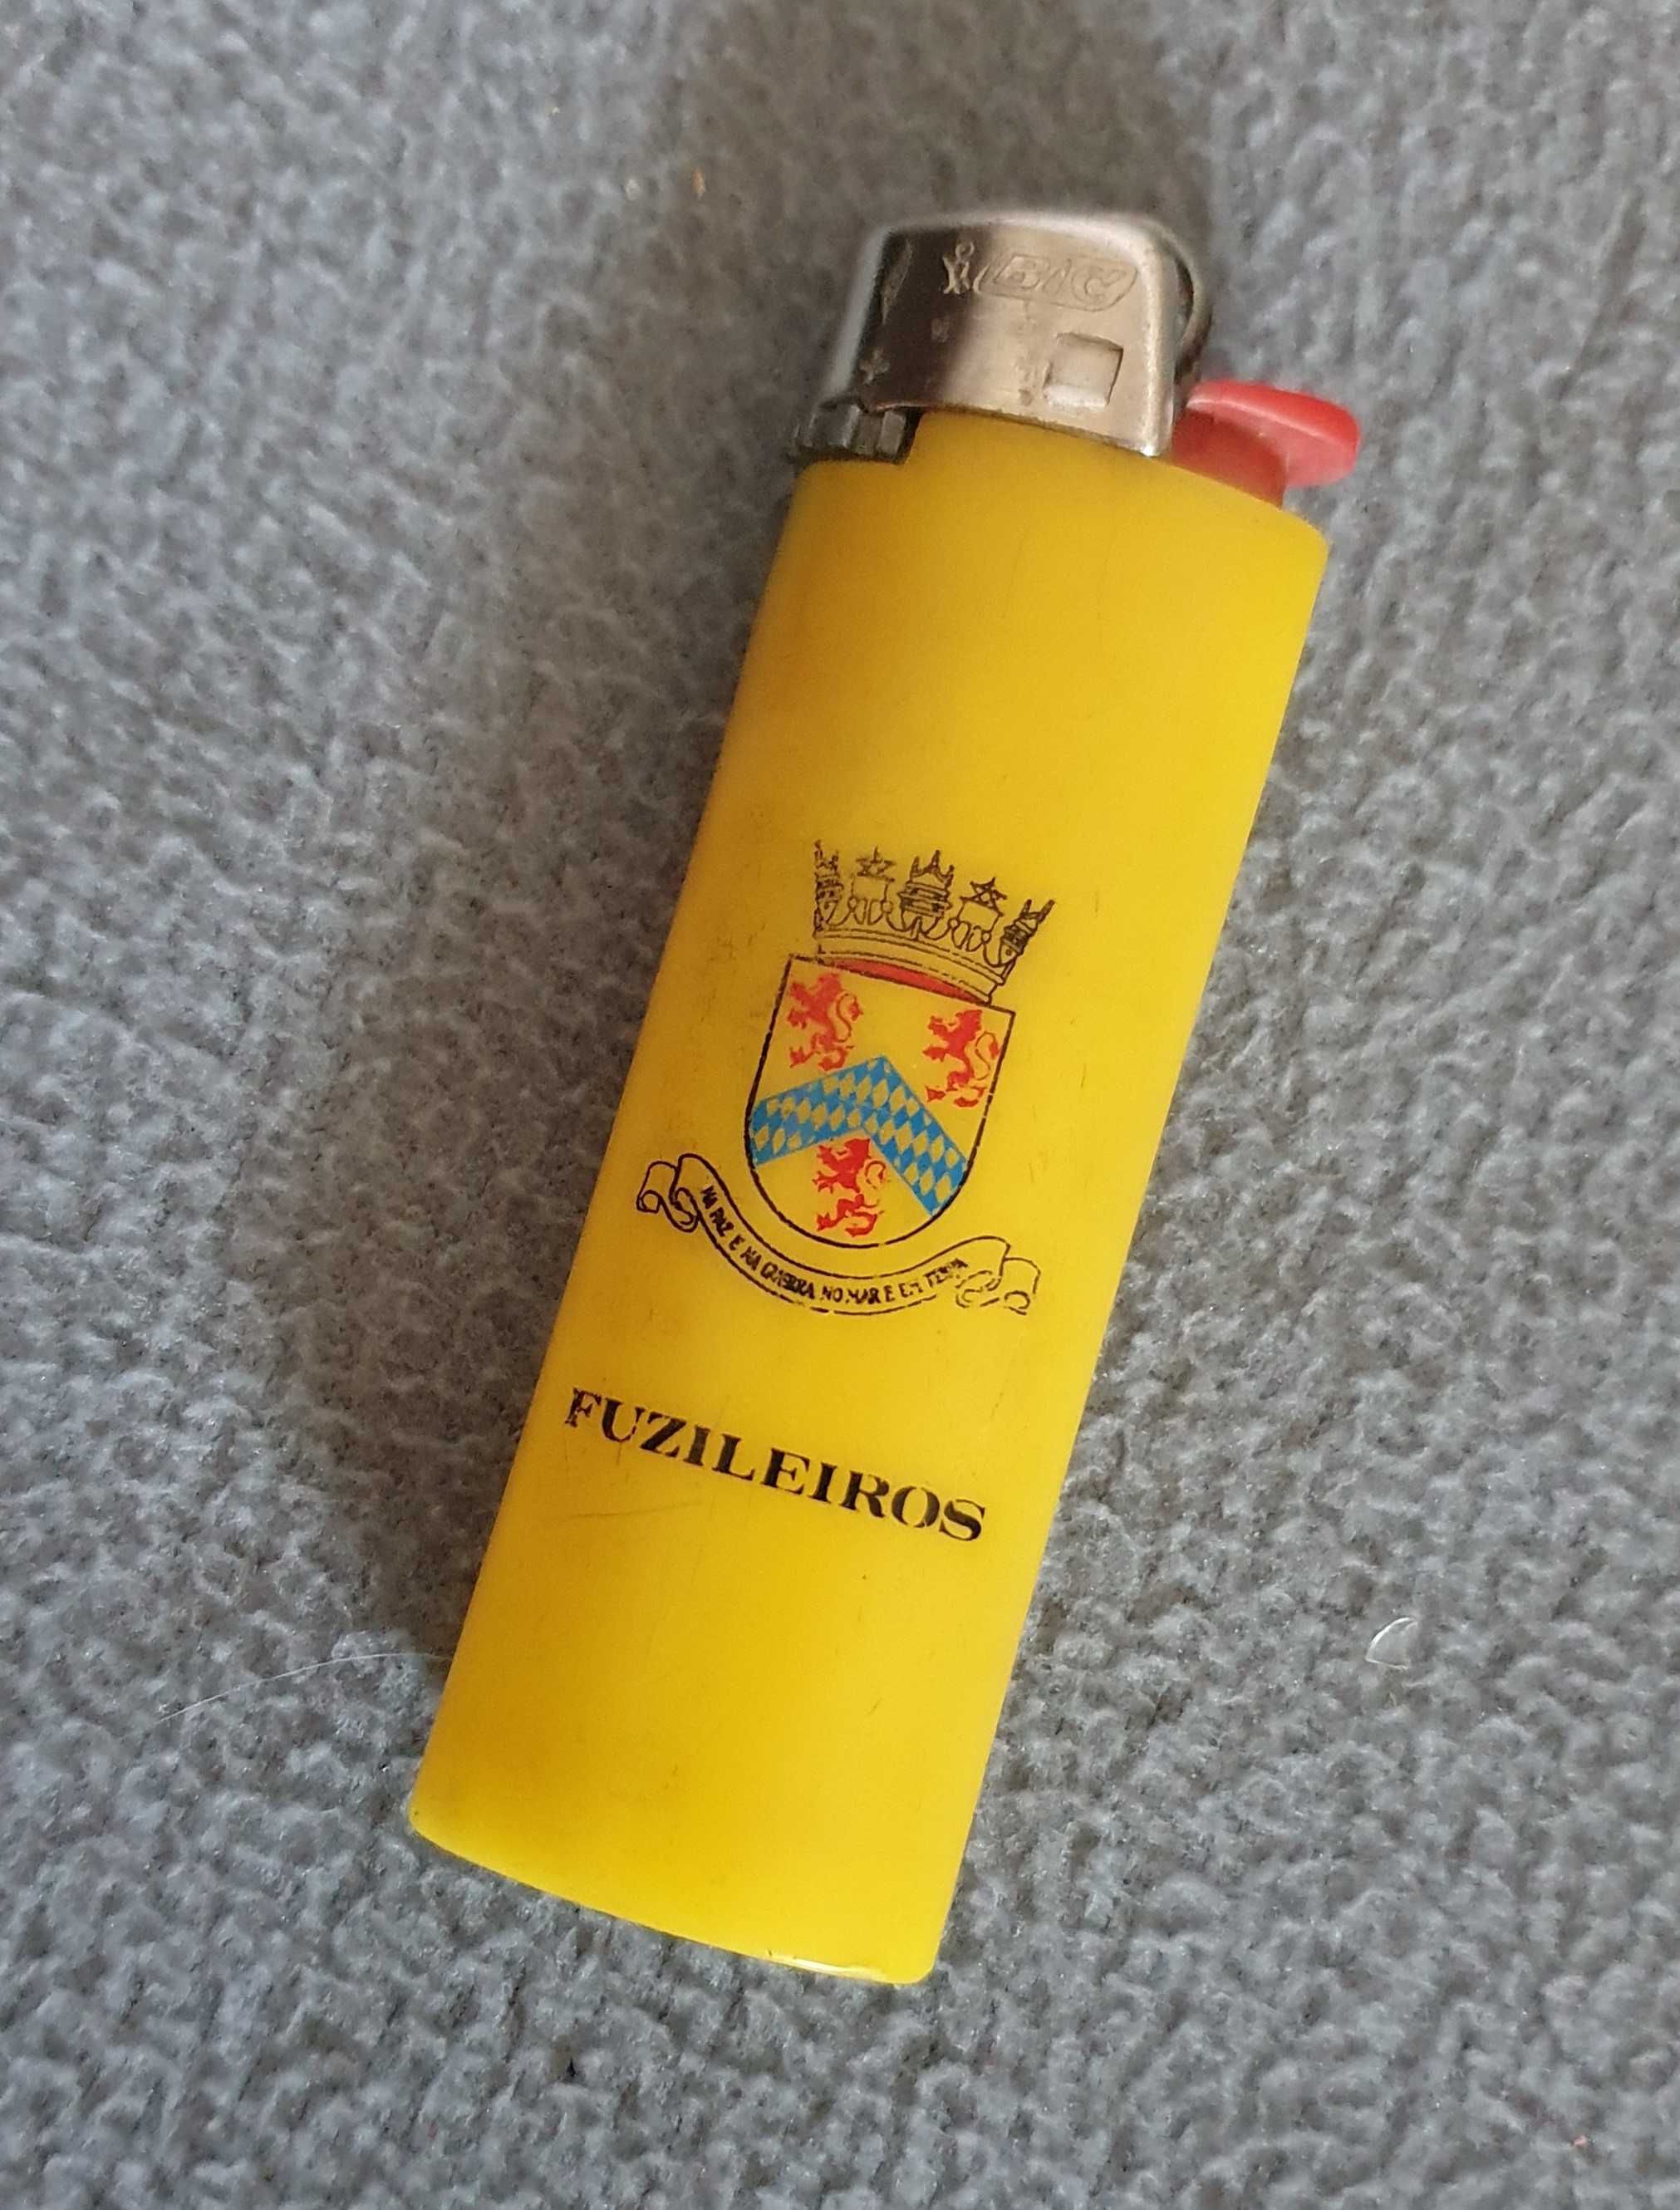 BIC
NA PAZ E NA GUERRA NO MAR E EM TERRA
FUZILEIROS